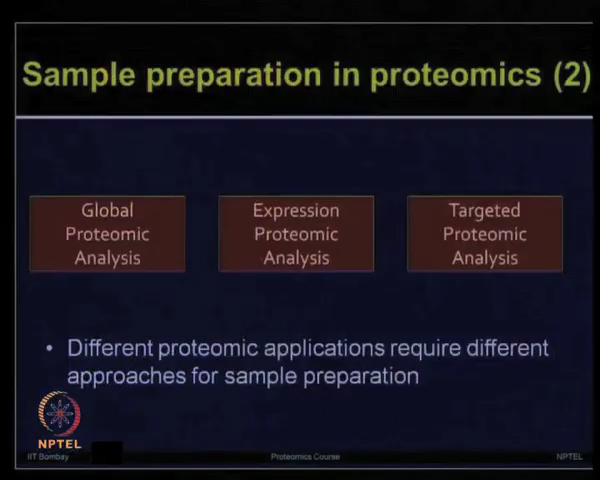 Sample preparation in proteomics (2)
Global
Proteomic
Analysis
Expression
Proteomic
Analysis
Targeted
Proteomic
Analysis
• Different proteomic applications require different
approaches for sample preparation
NPTEL
IIT Bombay
Proteomics Course
NPTEL